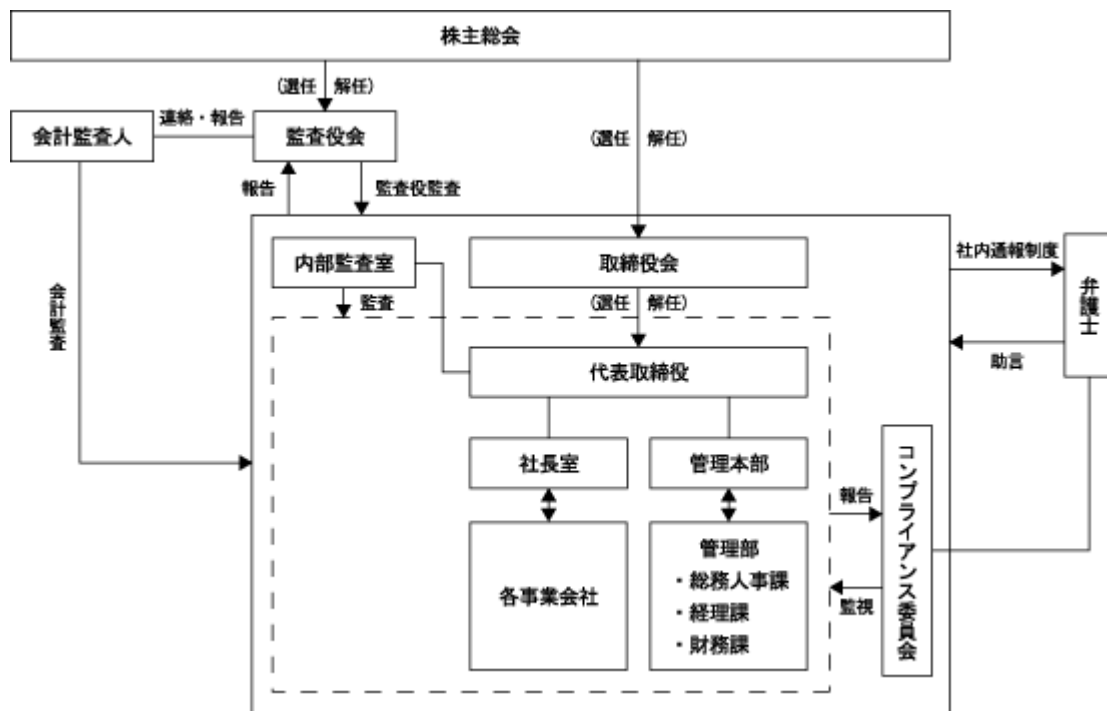 株主総会
(選任 解任)
(選任 解任)
会計監査人
連絡・報告
監査役会
報告
監査役監査
会計監査
内部監査室
監査
取締役会
(選任 解任)
代表取締役
社長室
管理本部
各事業会社
管理部
・総務人事課
・経理課
・財務課
社内通報制度
弁護士
助言
報告
監視
コンプライアンス委員会